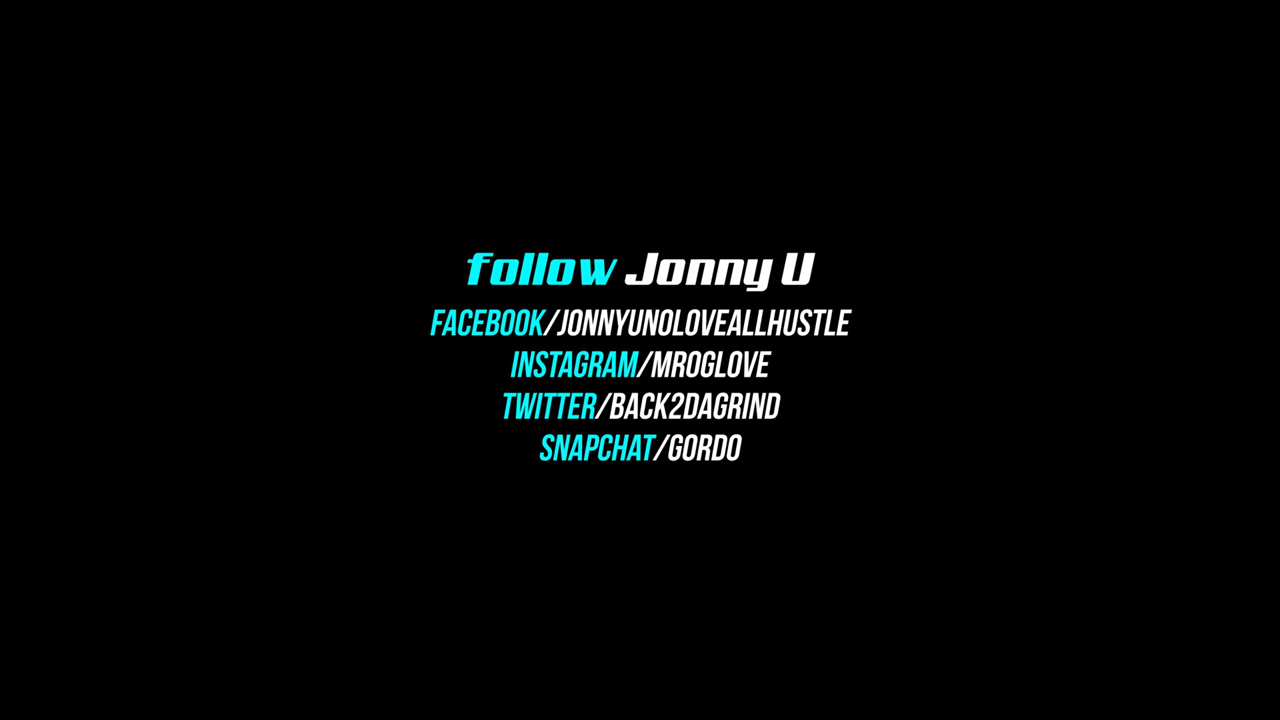 follow Jonny U
FACEBOOK/JONNYUNOLOVEALLHUSTLE
INSTAGRAM/MROGLOVE
TWITTER/BACK2DAGRIND
SNAPCHAT/GORDO